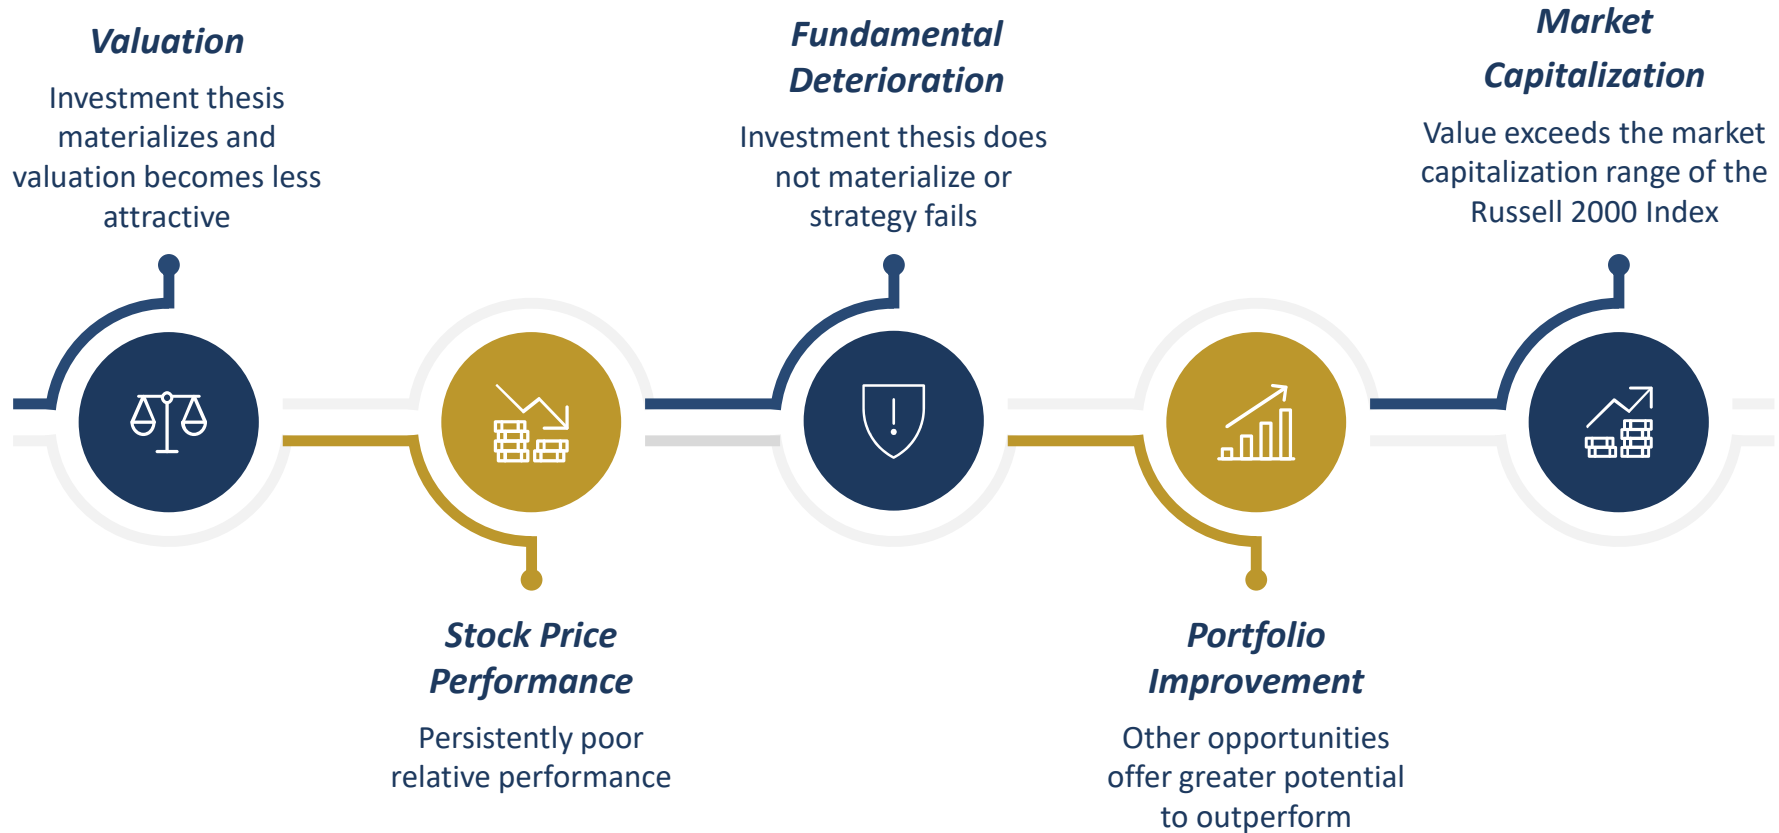 Valuation
Investment thesis
materializes and
valuation becomes less
attractive
Stock Price
Performance
Persistently poor
relative performance
Fundamental
Deterioration
Investment thesis does
not materialize or
strategy fails
Portfolio
Improvement
Other opportunities
offer greater potential
to outperform
Market
Capitalization
Value exceeds the market
capitalization range of the
Russell 2000 Index